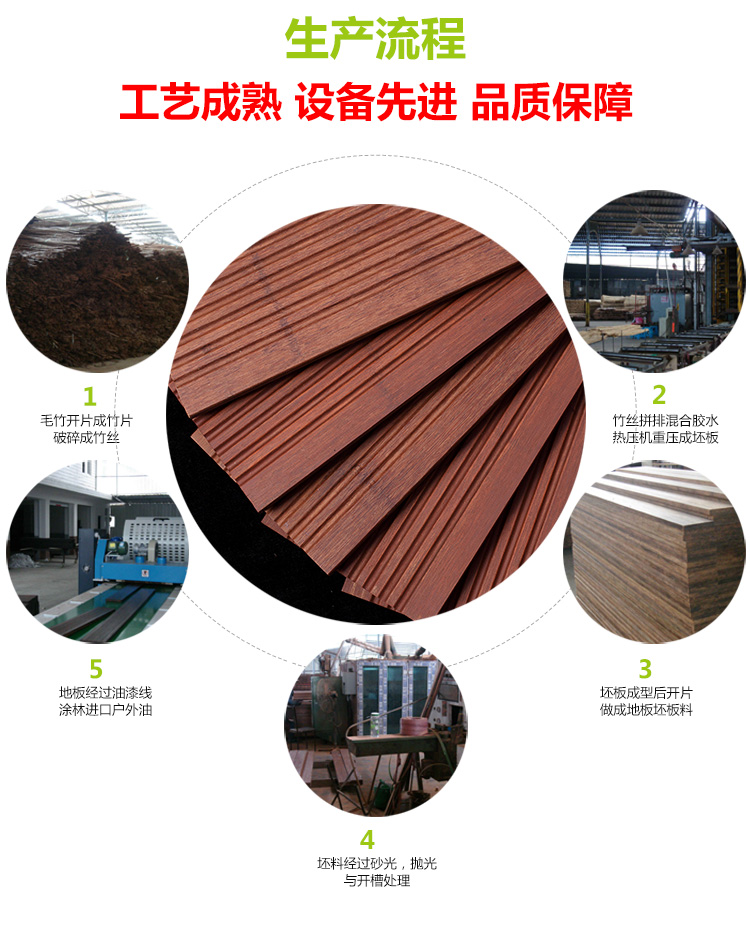 生产流程
工艺成熟 设备先进 品质保障
1
毛竹开片成竹片
破碎成竹丝
2
竹丝拼排混合胶水
热压机重压成坯板
3
坯板成型后开片
做成地板坯板料
4
坯料经过砂光，抛光
与开槽处理
5
地板经过油漆线
涂林进口户外油